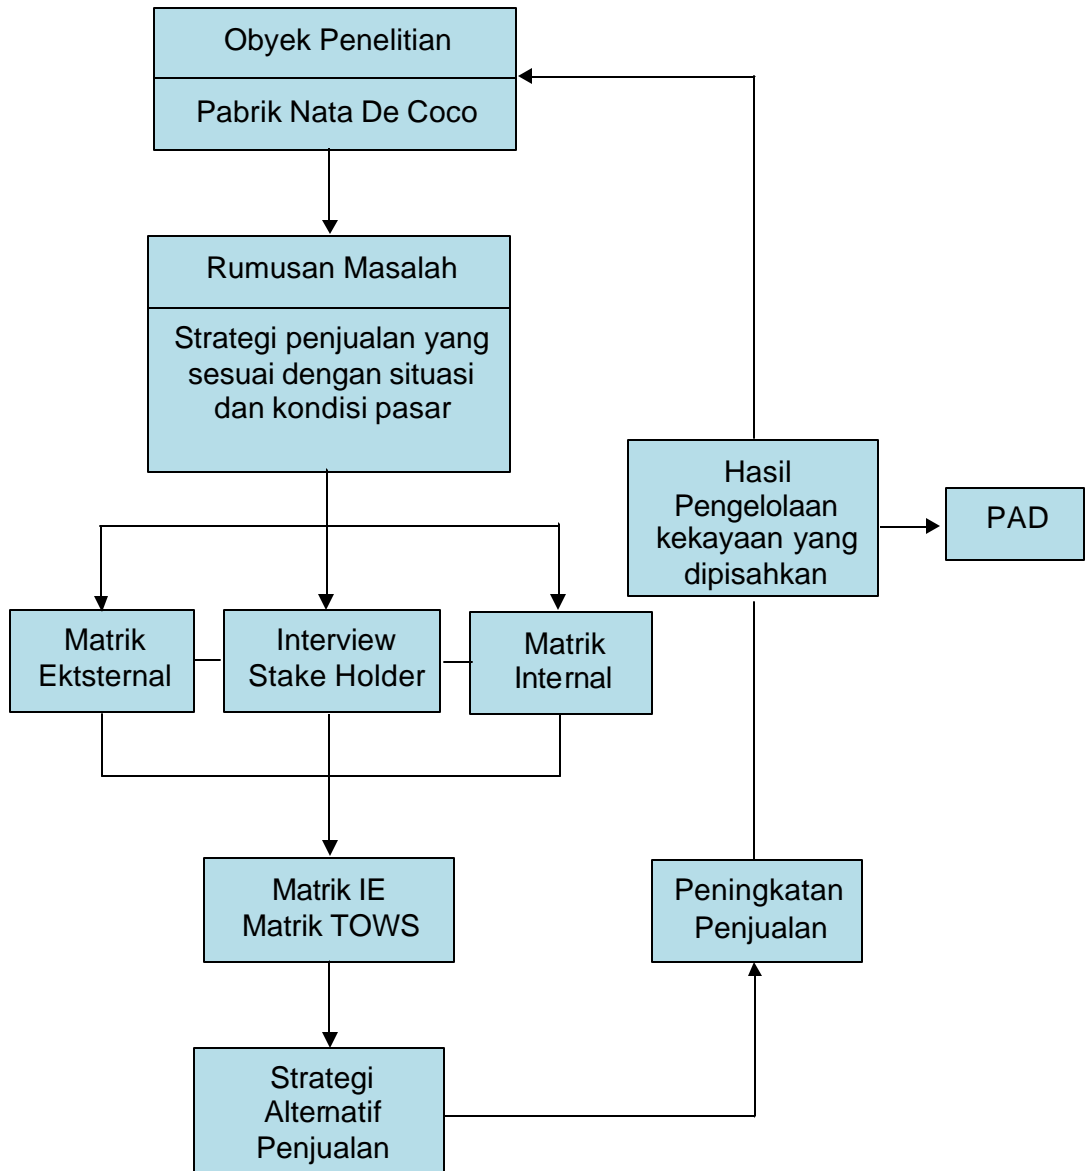 Obyek Penelitian
Pabrik Nata De Coco
Rumusan Masalah
Strategi penjualan yang
sesuai dengan situasi
dan kondisi pasar
Hasil
Pengelolaan
kekayaan yang
dipisahkan
PAD
Matrik
Ektsternal
Interview
Stake Holder
Matrik
Internal
Matrik IE
Matrik TOWS
Peningkatan
Penjualan
Strategi
Alternatif
Penjualan